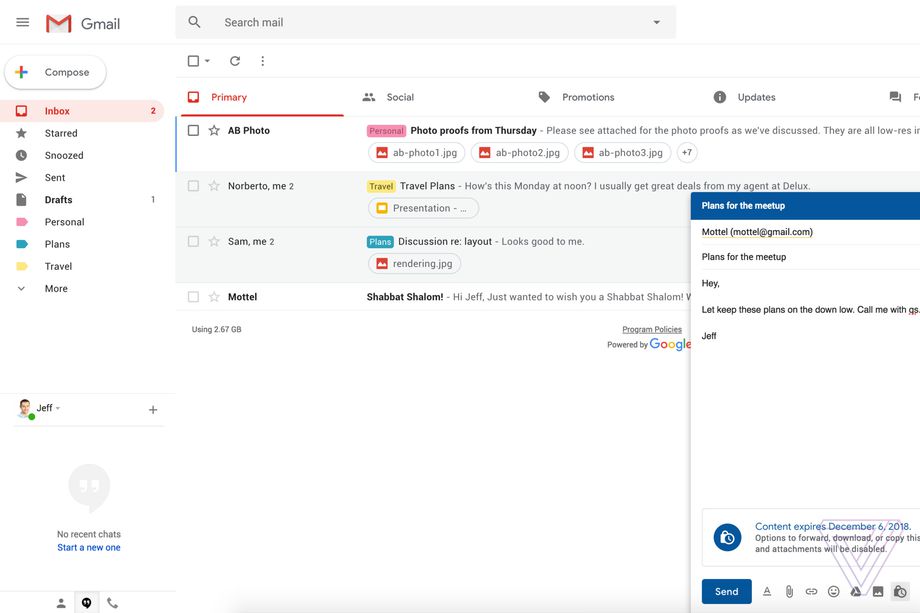 Gmail
Search mail
Compose
Inbox 2
Starred
Snoozed
Sent
Drafts 1
Personal
Plans
Travel
More
Primary
Social
Promotions
Updates
AB Photo
Personal Photo proofs from Thursday - Please see attached for the photo proofs as we've discussed. They are all low-res
ab-photo1.jpg ab-photo2.jpg ab-photo3.jpg +7
Norberto, me 2
Travel Travel Plans - How's this Monday at noon? I usually get great deals from my agent at Delux.
Presentation - ...
Sam, me 2
Plans Discussion re: layout - Looks good to me.
rendering.jpg
Mottel
Shabbat Shalom! - Hi Jeff, Just wanted to wish you a Shabbat Shalom!
Using 2.67 GB
Program Policies
Powered by Google
Jeff
No recent chats
Start a new one
Plans for the meetup
Mottel (mottel@gmail.com)
Plans for the meetup
Hey,
Let keep these plans on the down low. Call me with qs.
Jeff
Content expires December 6, 2018.
Options to forward, download, or copy this
and attachments will be disabled.
Send